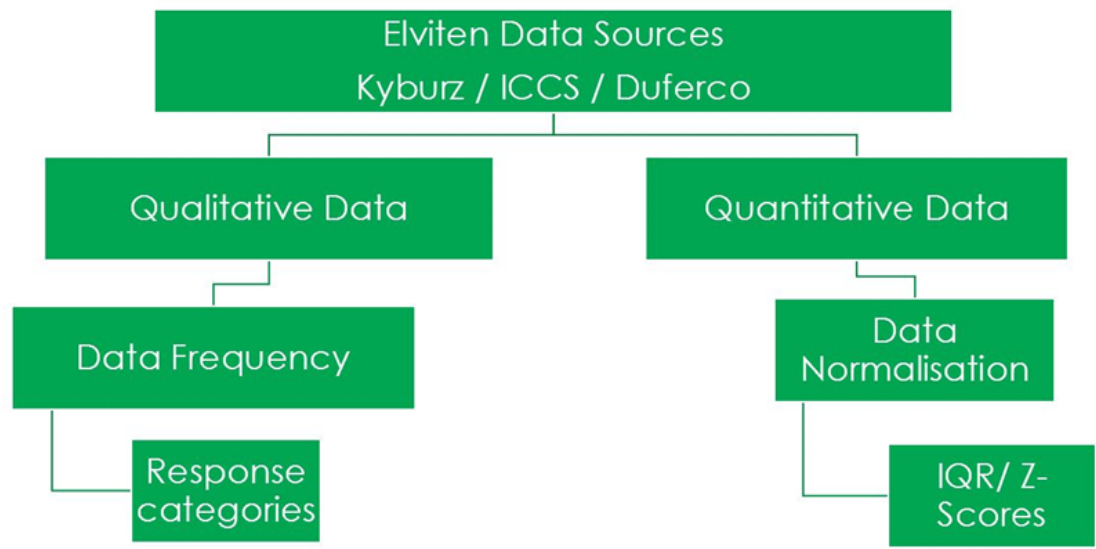 Elviten Data Sources
Kyburz / ICCS / Duferco
Qualitative Data
Quantitative Data
Data Frequency
Data
Normalisation
Response
categories
IQR/ Z-
Scores